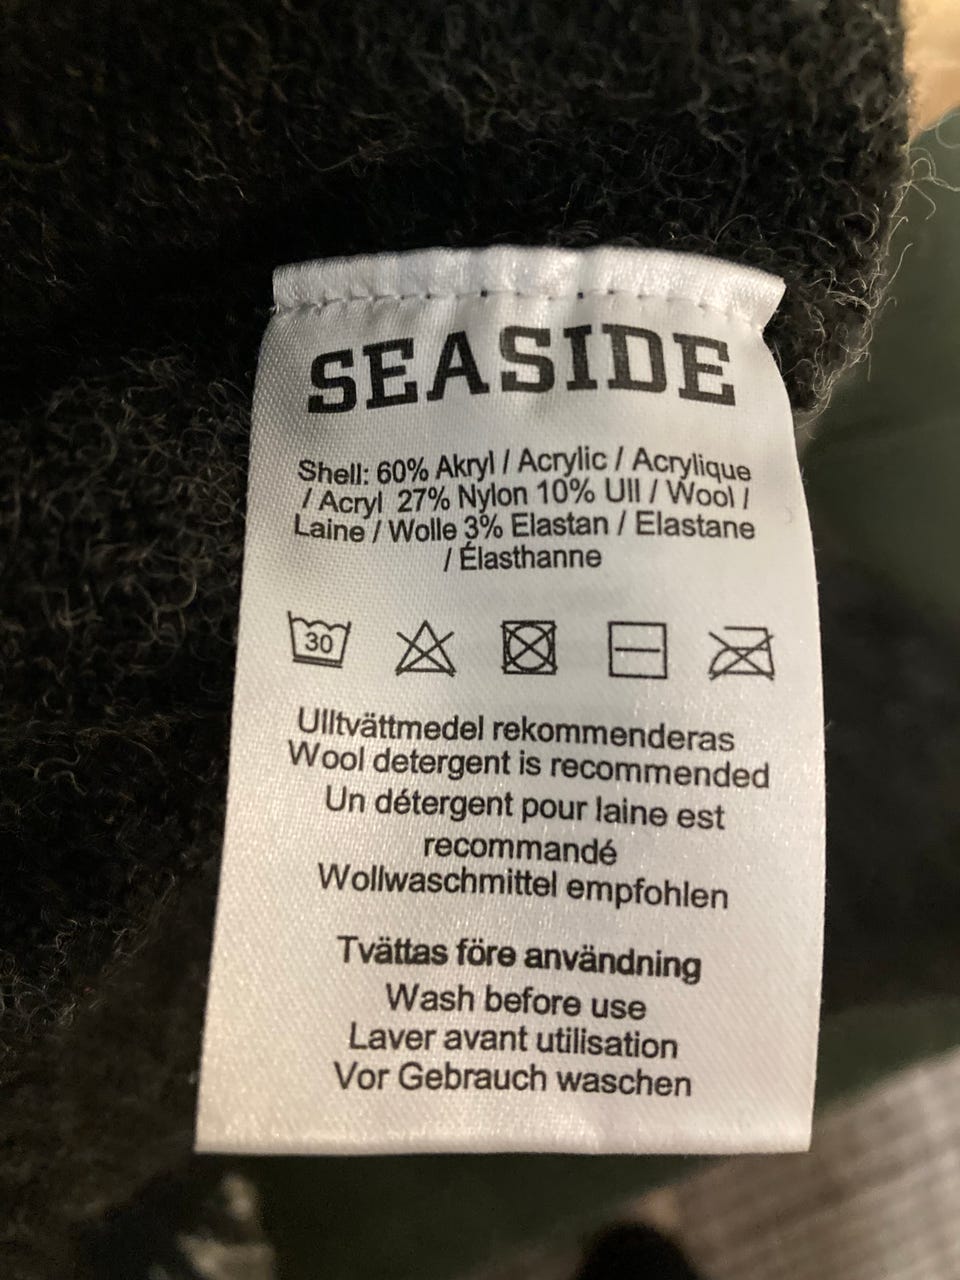 SEASIDE
Shell: 60% Akryl / Acrylic / Acrylique
/ Acryl 27% Nylon 10% Ull / Wool /
Laine / Wolle 3% Elastan / Elastane
/ Élasthanne
30
Ulltvättmedel rekommenderas
Wool detergent is recommended
Un détergent pour laine est
recommandé
Wollwaschmittel empfohlen
Tvättas före användning
Wash before use
Laver avant utilisation
Vor Gebrauch waschen